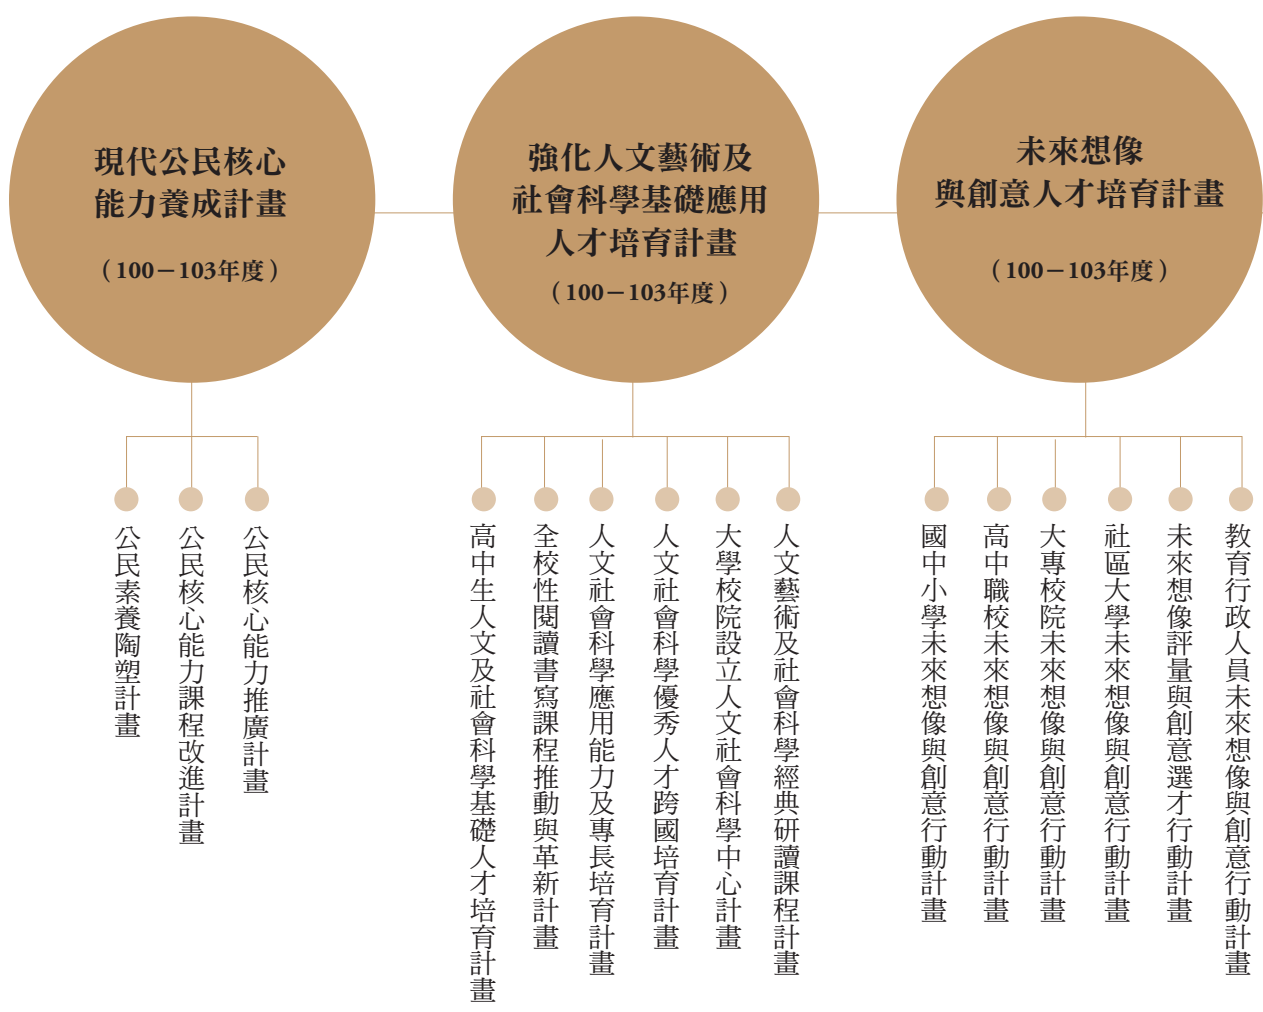 現代公民核心
能力養成計畫
（100－103年度）
強化人文藝術及
社會科學基礎應用
人才培育計畫
（100－103年度）
未來想像
與創意人才培育計畫
（100－103年度）
公民素養陶塑計畫
公民核心能力課程改進計畫
公民核心能力推廣計畫
高中生人文及社會科學基礎人才培育計畫
全校性閱讀書寫課程推動與革新計畫
人文社會科學應用能力及專長培育計畫
人文社會科學優秀人才跨國培育計畫
大學校院設立人文社會科學中心計畫
人文藝術及社會科學經典研讀課程計畫
國中小學未來想像與創意行動計畫
高中職校未來想像與創意行動計畫
大專校院未來想像與創意行動計畫
社區大學未來想像與創意行動計畫
未來想像評量與創意選才行動計畫
教育行政人員未來想像與創意行動計畫